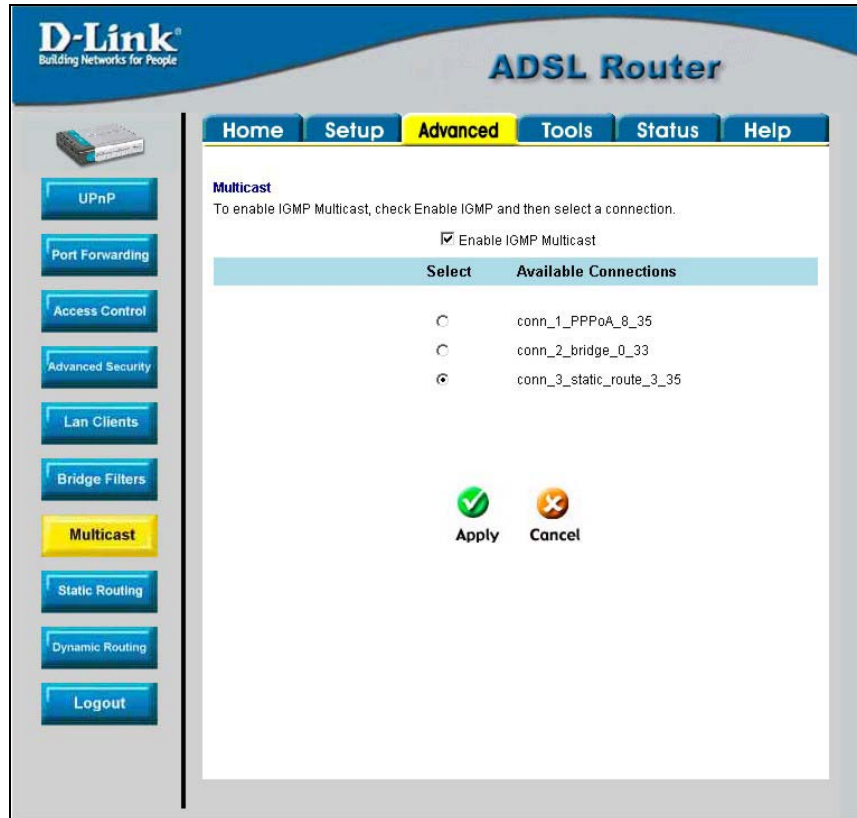 D-Link®
Building Networks for People
ADSL Router
Home Setup Advanced Tools Status Help
UPnP
Port Forwarding
Access Control
Advanced Security
Lan Clients
Bridge Filters
Multicast
Static Routing
Dynamic Routing
Logout
Multicast
To enable IGMP Multicast, check Enable IGMP and then select a connection.
Enable IGMP Multicast
Select Available Connections
conn_1_PPPoA_8_35
conn_2_bridge_0_33
conn_3_static_route_3_35
Apply Cancel